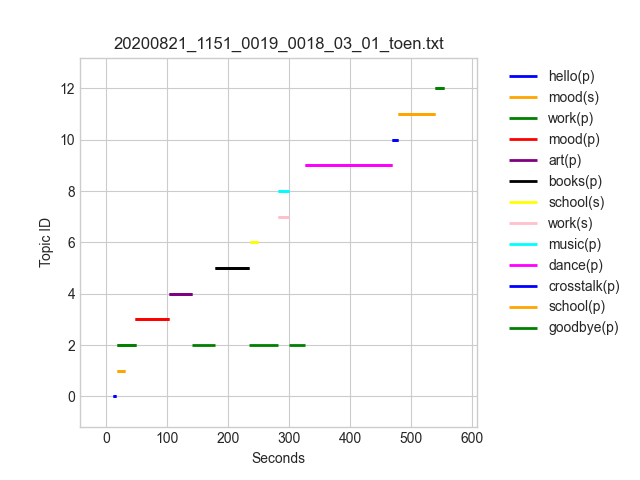 20200821_1151_0019_0018_03_01_toen.txt
12
10
8
6
4
2
0
Topic ID
0 100 200 300 400 500 600
Seconds
hello(p)
mood(s)
work(p)
mood(p)
art(p)
books(p)
school(s)
work(s)
music(p)
dance(p)
crosstalk(p)
school(p)
goodbye(p)